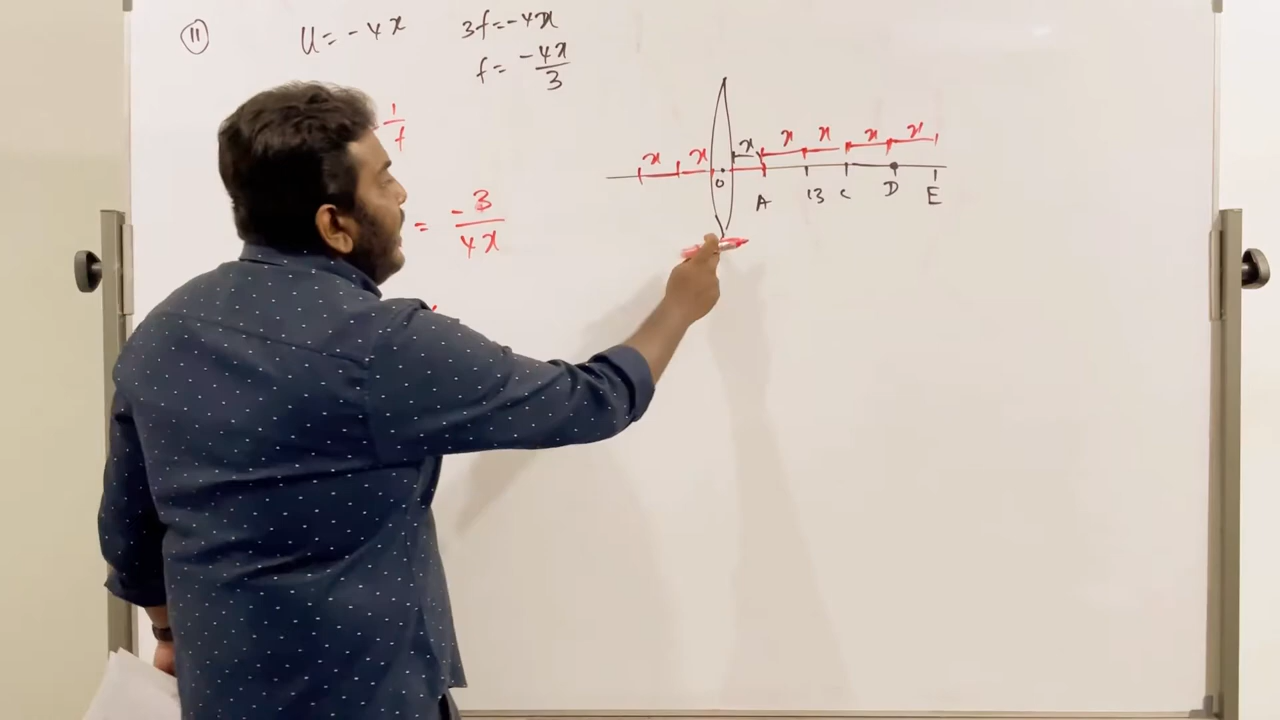 11
u = - 4x
3f = - 4x
f = -4x/3
1/f
= -3/4x
x x x x x x x
O A B C D E